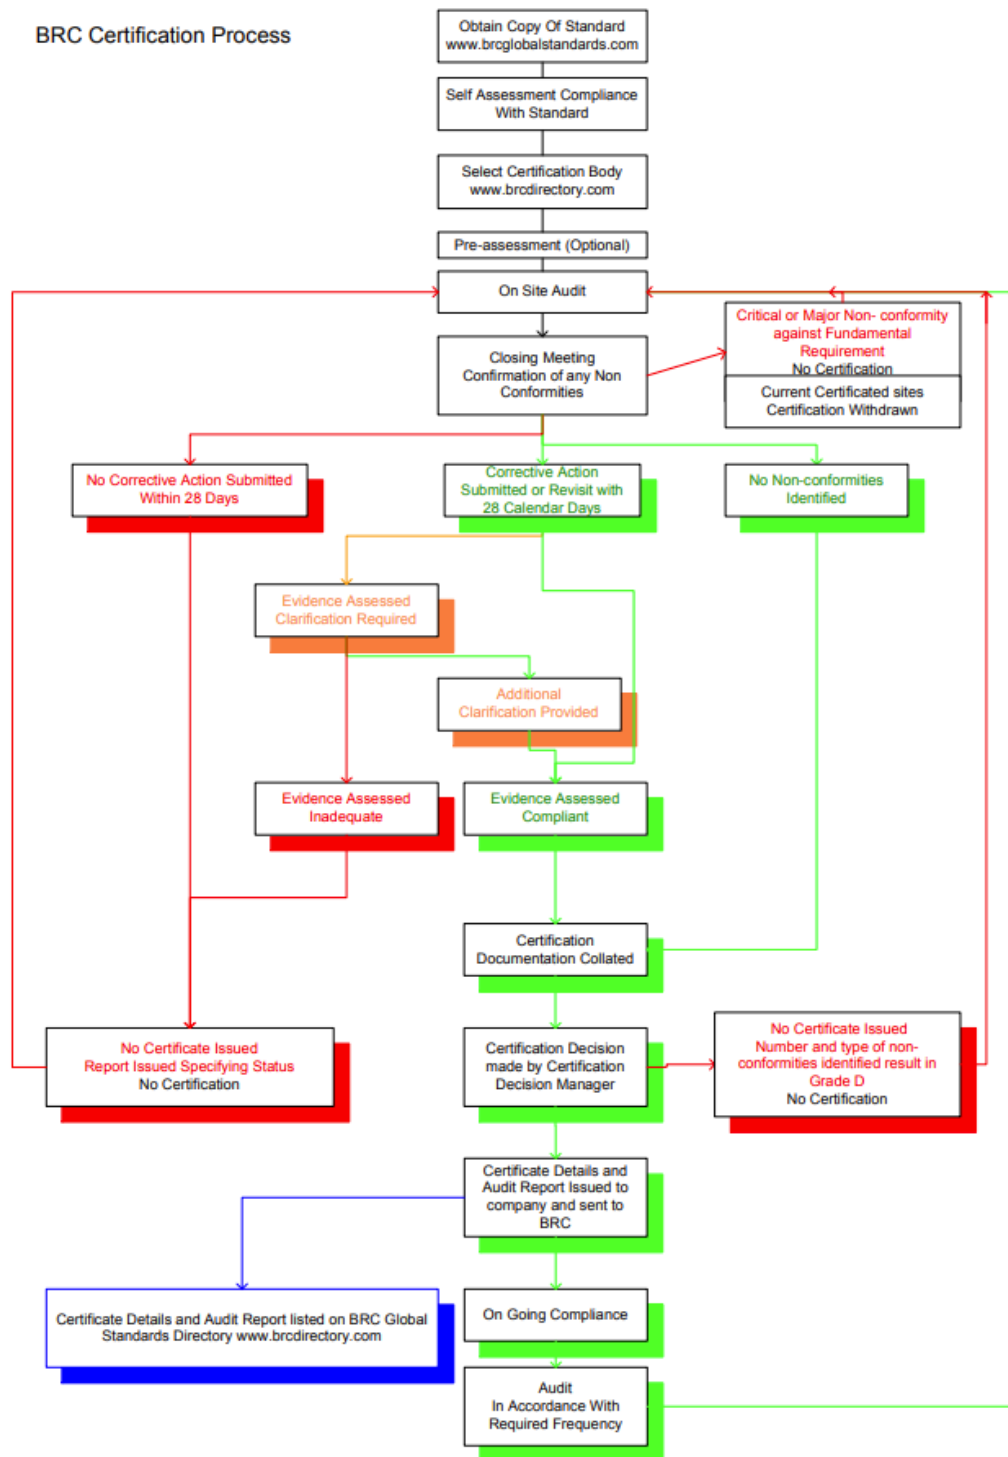 BRC Certification Process
Obtain Copy Of Standard
www.brcglobalstandards.com
Self Assessment Compliance
With Standard
Select Certification Body
www.brcdirectory.com
Pre-assessment (Optional)
On Site Audit
Critical or Major Non- conformity
against Fundamental
Requirement
No Certification
Current Certificated sites
Certification Withdrawn
Closing Meeting
Confirmation of any Non
Conformities
No Corrective Action Submitted
Within 28 Days
Corrective Action
Submitted or Revisit with
28 Calendar Days
No Non-conformities
Identified
Evidence Assessed
Clarification Required
Additional
Clarification Provided
Evidence Assessed
Inadequate
Evidence Assessed
Compliant
Certification
Documentation Collated
No Certificate Issued
Report Issued Specifying Status
No Certification
Certification Decision
made by Certification
Decision Manager
No Certificate Issued
Number and type of non-
conformities identified result in
Grade D
No Certification
Certificate Details and
Audit Report Issued to
company and sent to
BRC
Certificate Details and Audit Report listed on BRC Global
Standards Directory www.brcdirectory.com
On Going Compliance
Audit
In Accordance With
Required Frequency